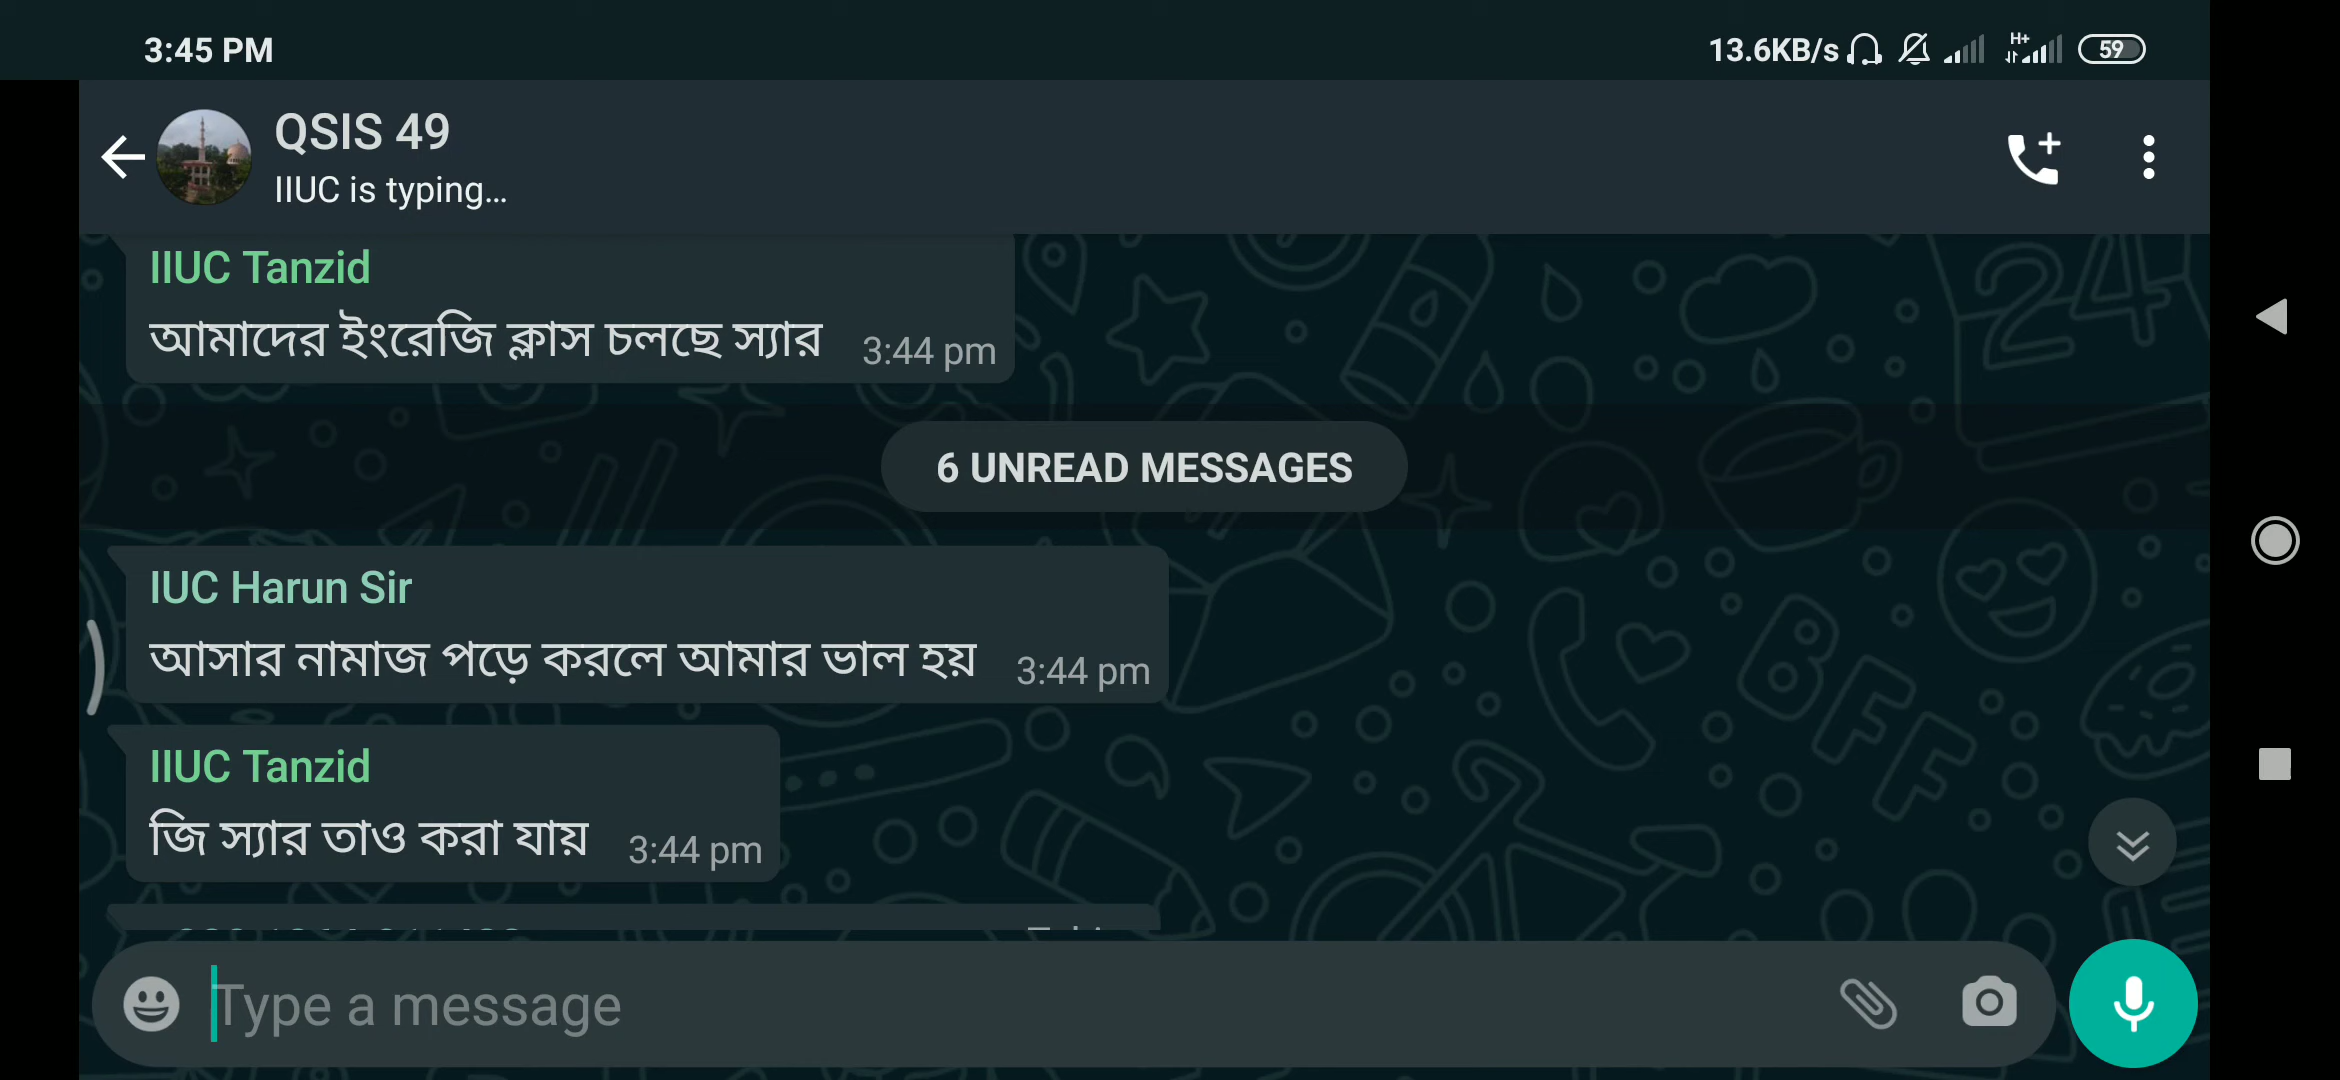 3:45 PM
13.6KB/s
H+
59
QSIS 49
IIUC is typing...
IIUC Tanzid
আমাদের ইংরেজি ক্লাস চলছে স্যার 3:44 pm
6 UNREAD MESSAGES
IUC Harun Sir
আসার নামাজ পড়ে করলে আমার ভাল হয় 3:44 pm
IIUC Tanzid
জি স্যার তাও করা যায় 3:44 pm
Type a message